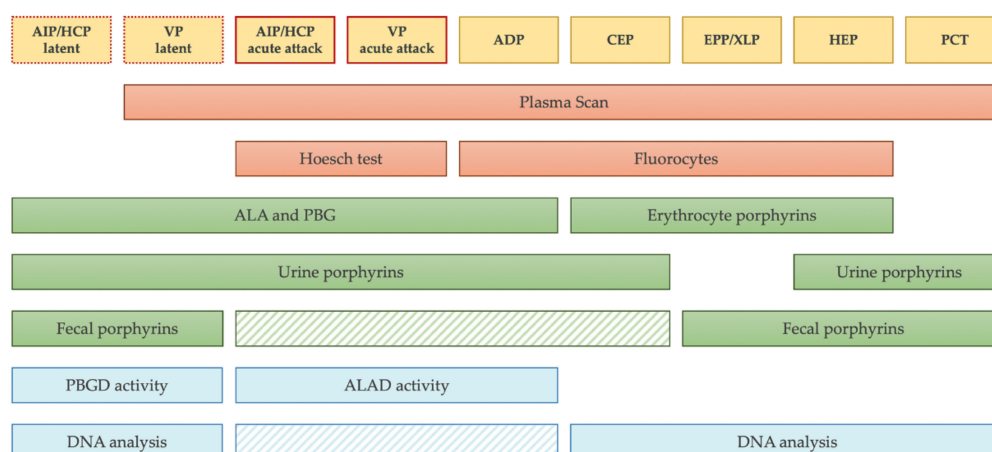 AIP/HCP latent
VP latent
AIP/HCP acute attack
VP acute attack
ADP
CEP
EPP/XLP
HEP
PCT
Plasma Scan
Hoesch test
Fluorocytes
ALA and PBG
Erythrocyte porphyrins
Urine porphyrins
Urine porphyrins
Fecal porphyrins
Fecal porphyrins
PBGD activity
ALAD activity
DNA analysis
DNA analysis